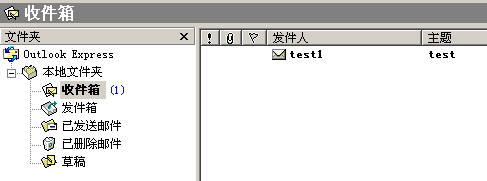 收件箱
文件夹
Outlook Express
本地文件夹
收件箱 (1)
发件箱
已发送邮件
已删除邮件
草稿
! 发件人 主题
test1 test